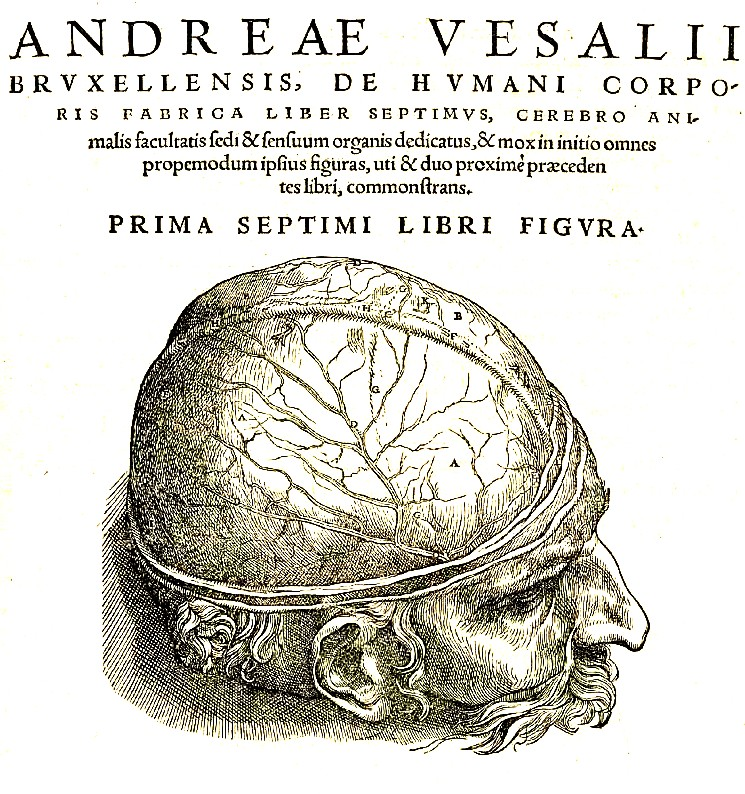 ANDREAE VESALII
BRVXELLENSIS, DE HVMANI CORPO-
RIS FABRICA LIBER SEPTIMVS, CEREBRO ANI-
malis facultatis ſedi & ſenſuum organis dedicatus, & mox in initio omnes
propemodum ipſius figuras, uti & duo proximè præceden
tes libri, commonſtrans.
PRIMA SEPTIMI LIBRI FIGVRA.
D
G
K
B
H
C
C
G
A
D
A
G